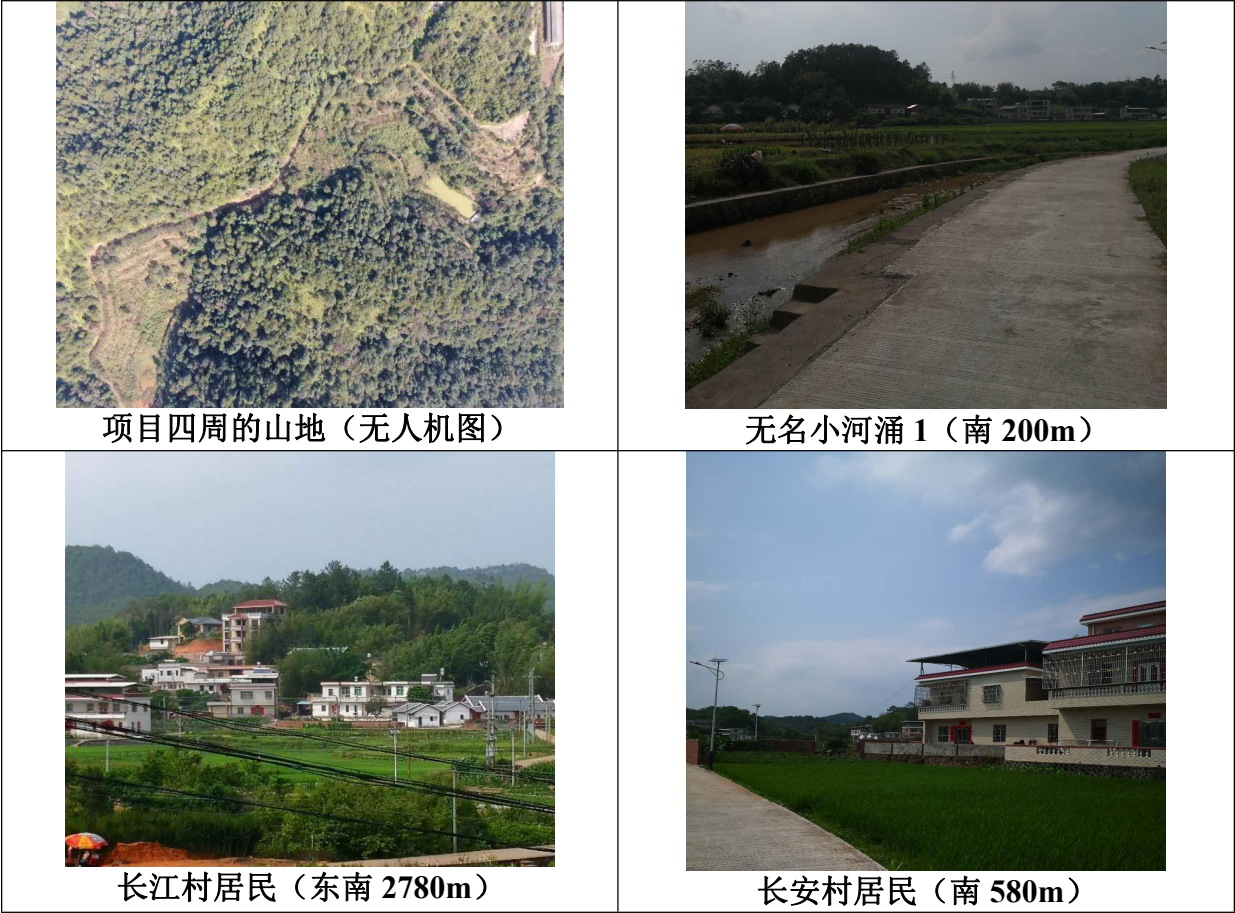 项目四周的山地（无人机图）
无名小河涌 1（南 200m）
长江村居民（东南 2780m）
长安村居民（南 580m）